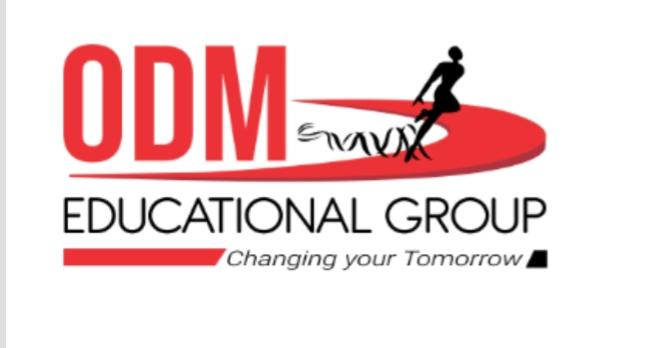 ODM
EDUCATIONAL GROUP
Changing your Tomorrow